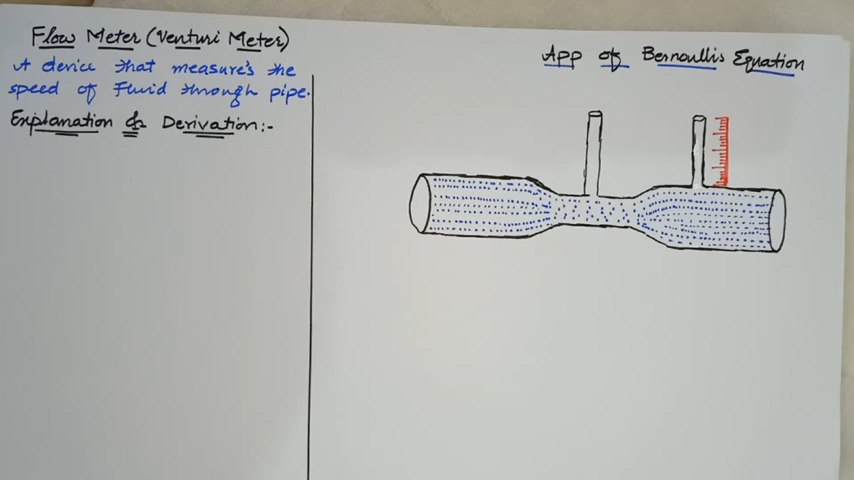 Flow Meter (Venturi Meter)
A device that measure's the
speed of Fluid through pipe.
Explanation & Derivation:-
App of Bernoullis Equation